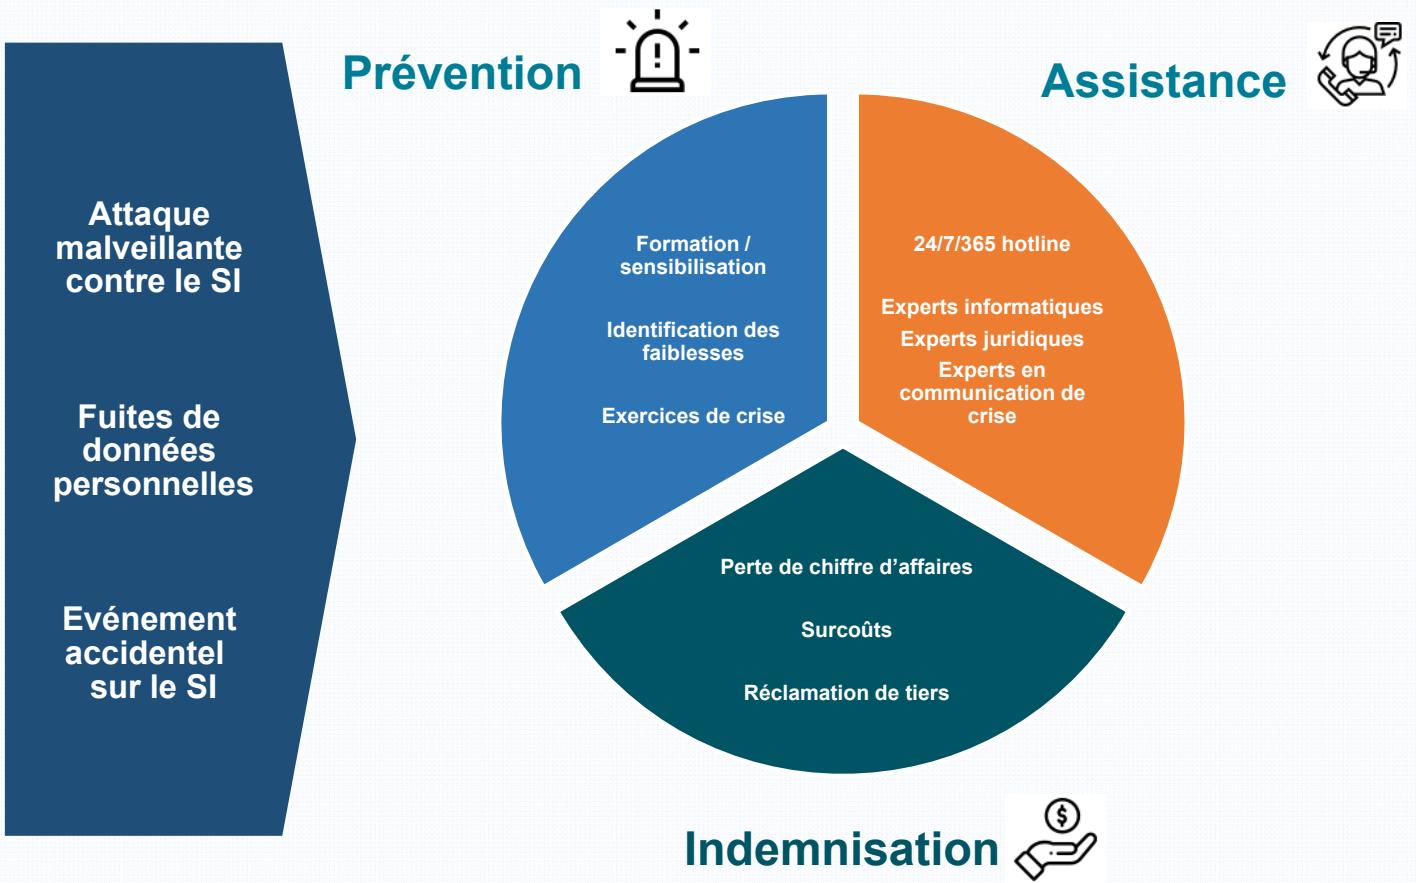 Prévention
Assistance
Attaque
malveillante
contre le SI
Fuites de
données
personnelles
Evénement
accidentel
sur le SI
Formation /
sensibilisation
Identification des
faiblesses
Exercices de crise
24/7/365 hotline
Experts informatiques
Experts juridiques
Experts en
communication de
crise
Perte de chiffre d’affaires
Surcoûts
Réclamation de tiers
Indemnisation
$